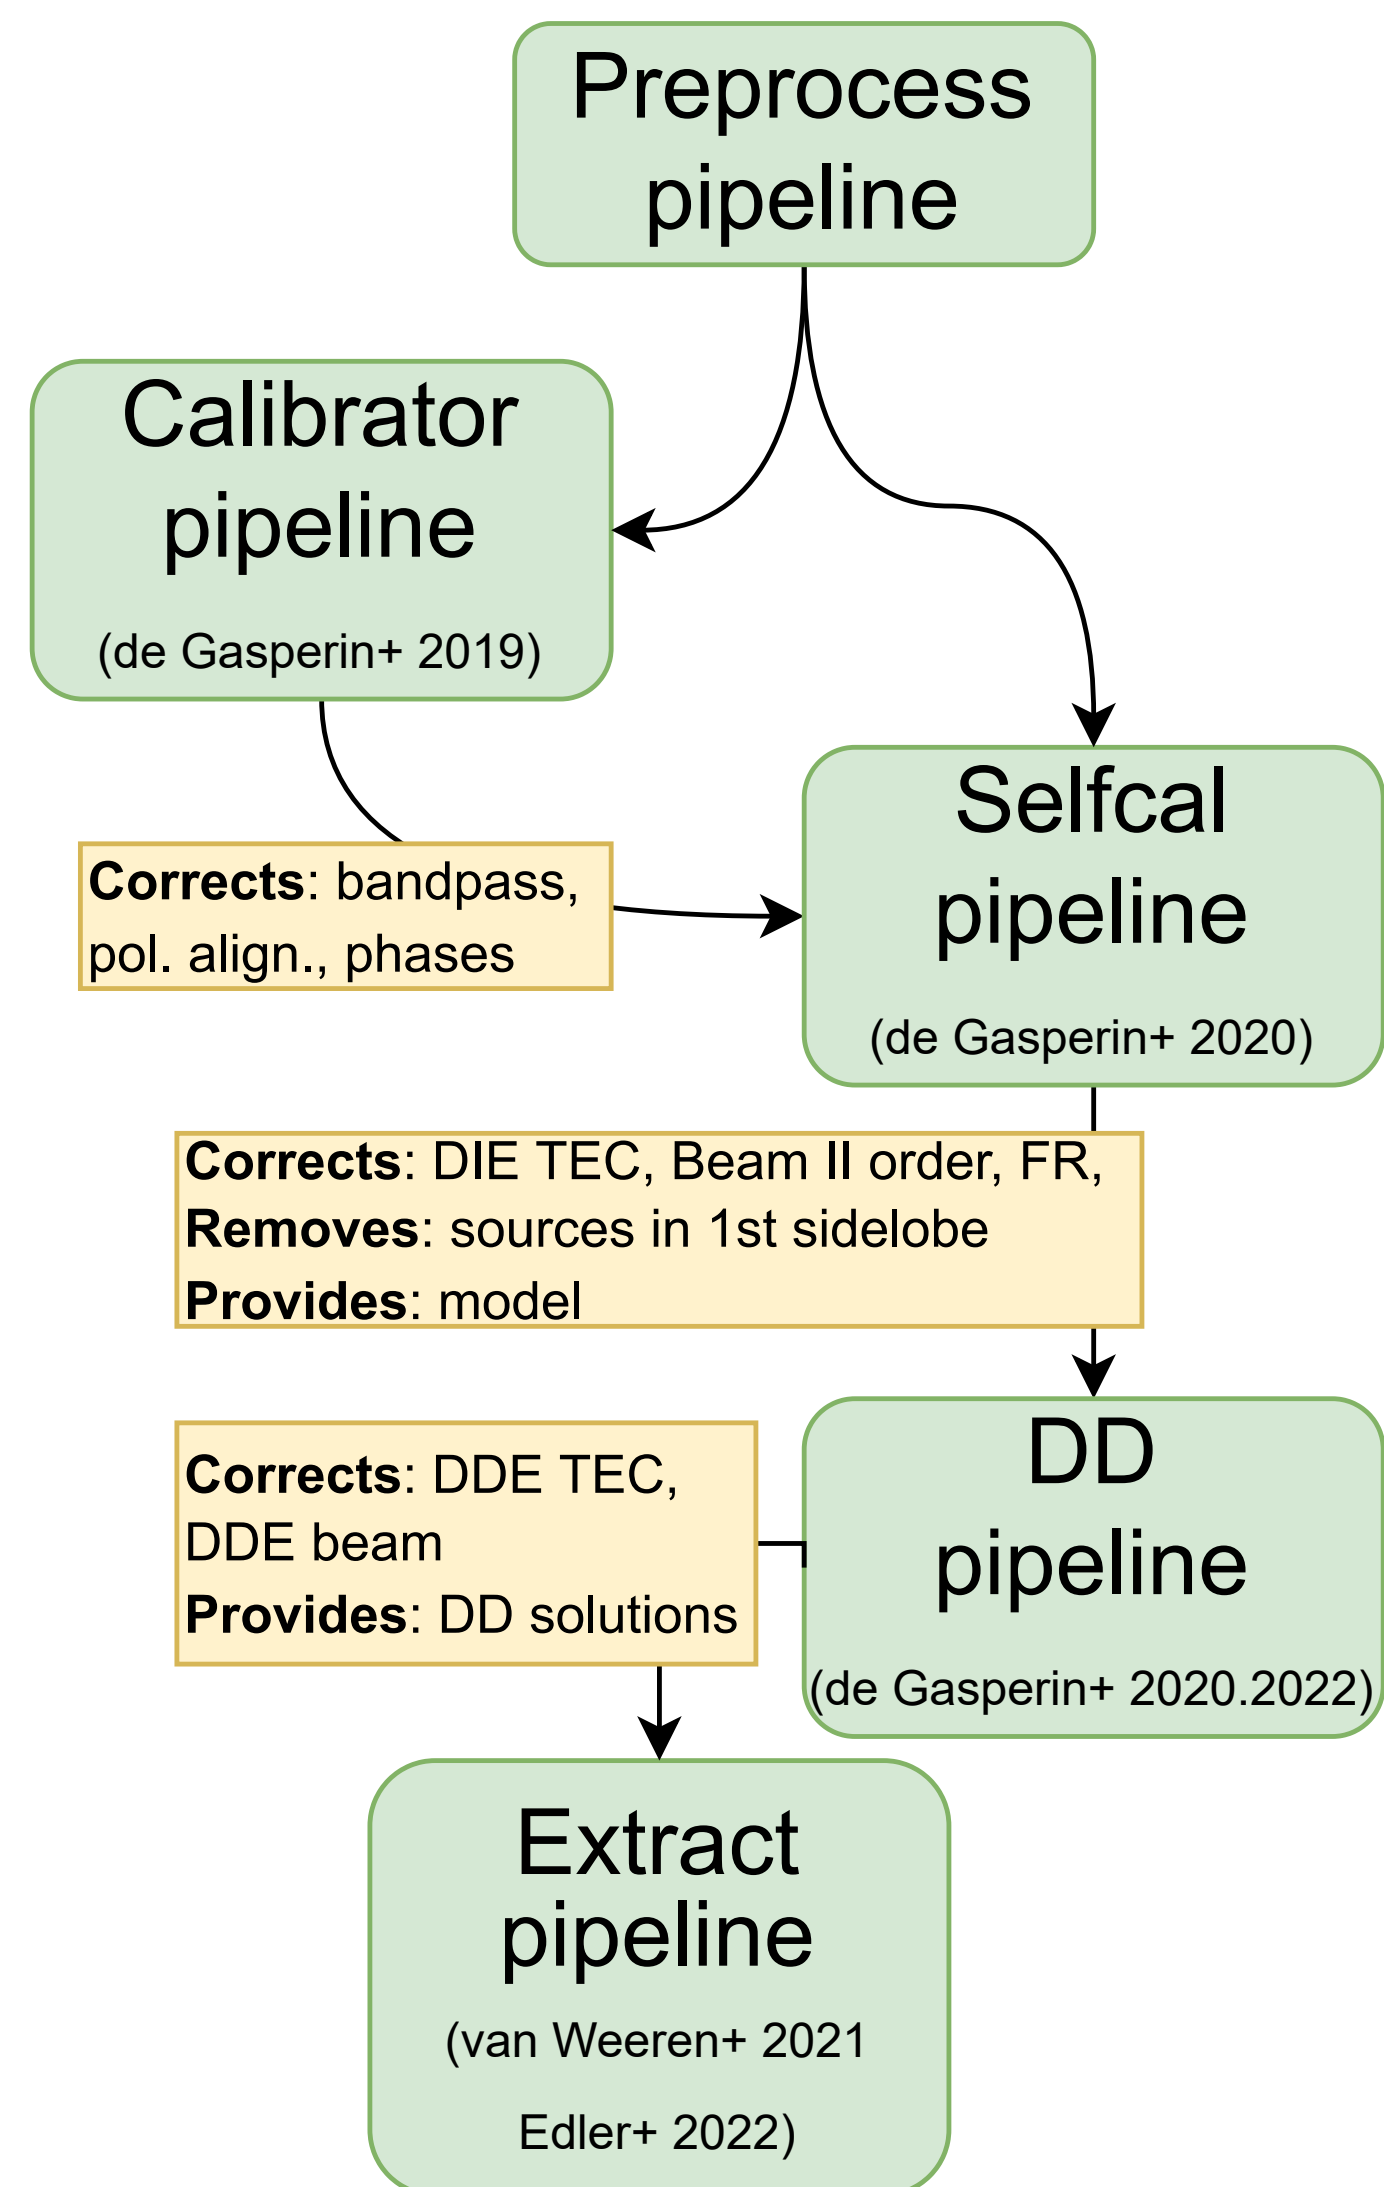 Preprocess
pipeline
Calibrator
pipeline
(de Gasperin+ 2019)
Selfcal
pipeline
(de Gasperin+ 2020)
Corrects: bandpass,
pol. align., phases
Corrects: DIE TEC, Beam II order, FR,
Removes: sources in 1st sidelobe
Provides: model
DD
pipeline
(de Gasperin+ 2020.2022)
Corrects: DDE TEC,
DDE beam
Provides: DD solutions
Extract
pipeline
(van Weeren+ 2021
Edler+ 2022)